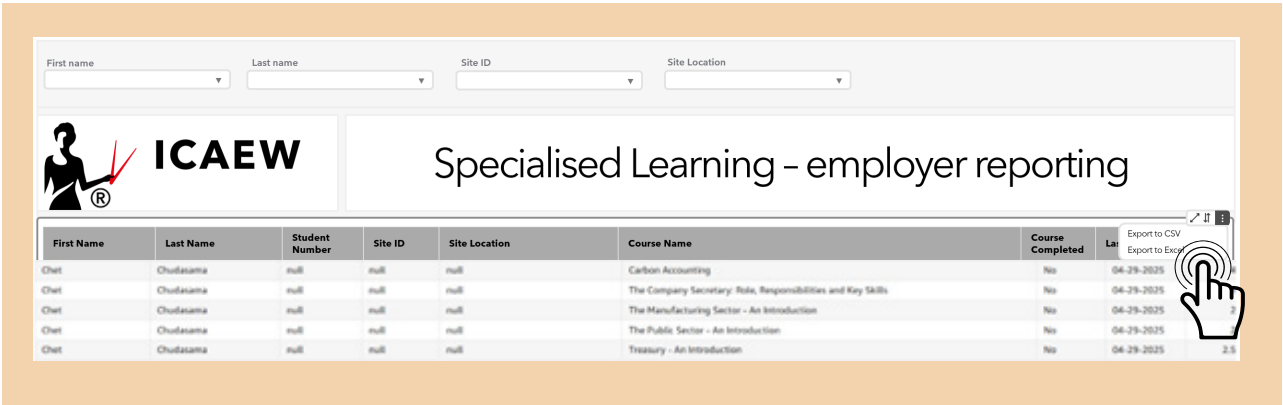 First name Last name Site ID Site Location
ICAEW
®
Specialised Learning – employer reporting
First Name Last Name Student Number Site ID Site Location Course Name Course Completed Las
Export to CSV
Export to Excel
Chet Chudasama null null null Carbon Accounting No 04-29-2025 4
Chet Chudasama null null null The Company Secretary: Role, Responsibilities and Key Skills No 04-29-2025
Chet Chudasama null null null The Manufacturing Sector – An Introduction No 04-29-2025 2
Chet Chudasama null null null The Public Sector – An Introduction No 04-29-2025
Chet Chudasama null null null Treasury - An Introduction No 04-29-2025 2.5